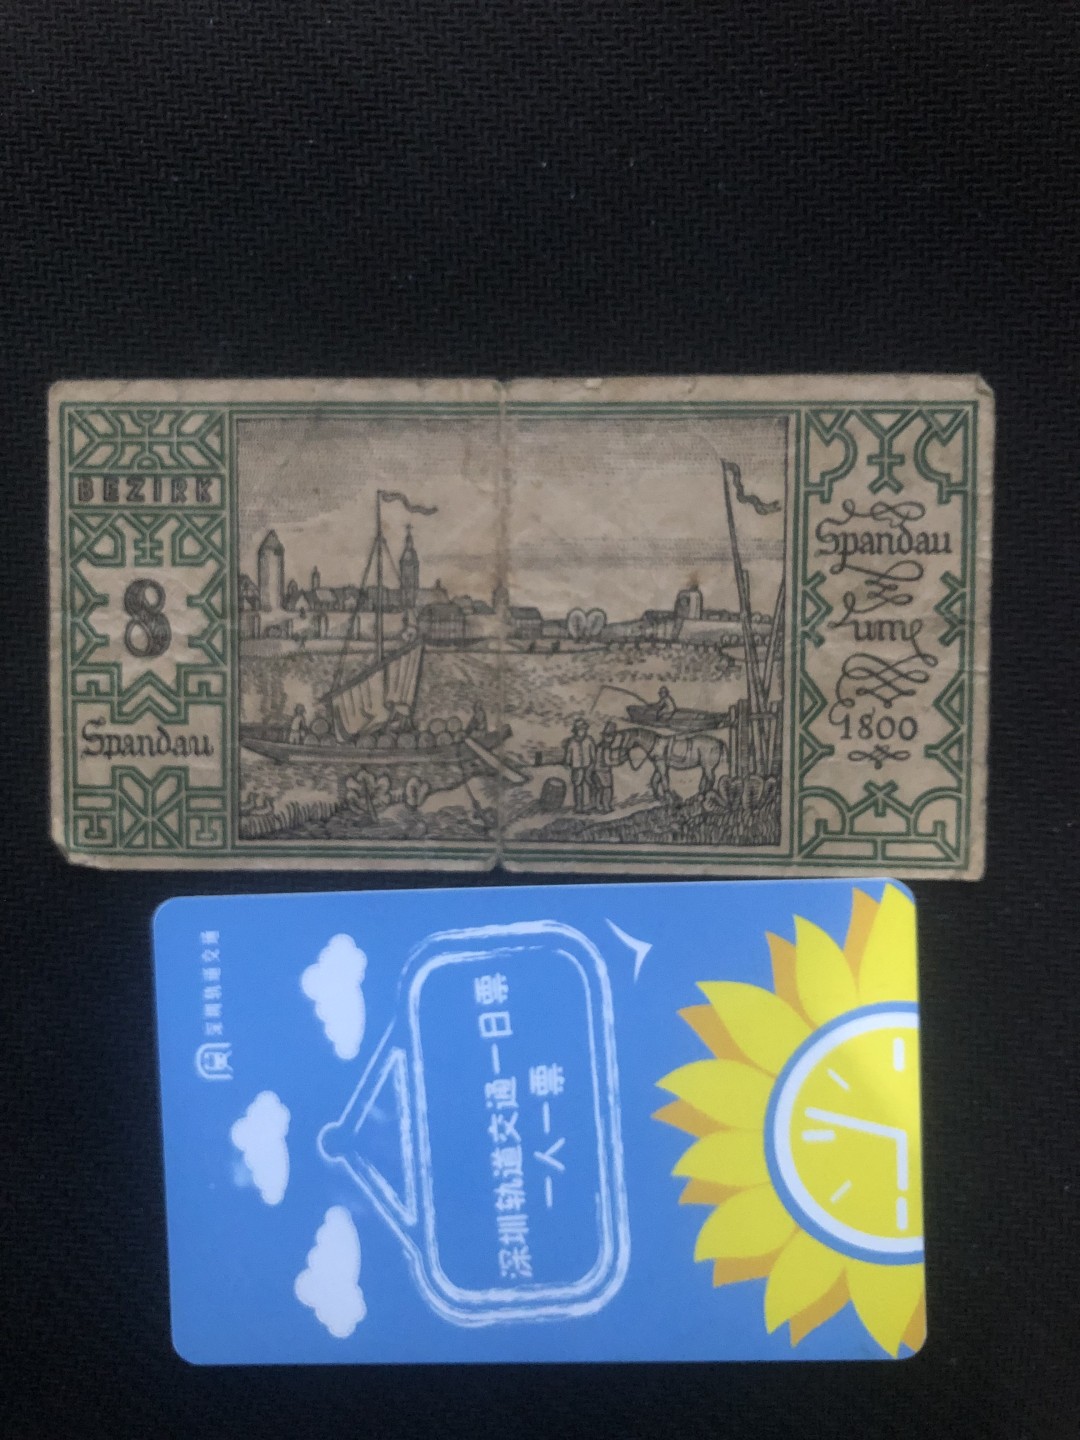 BEZIRK
8
Spandau
Spandau
ume
1800
深圳轨道交通
深圳轨道交通一日票
一人一票